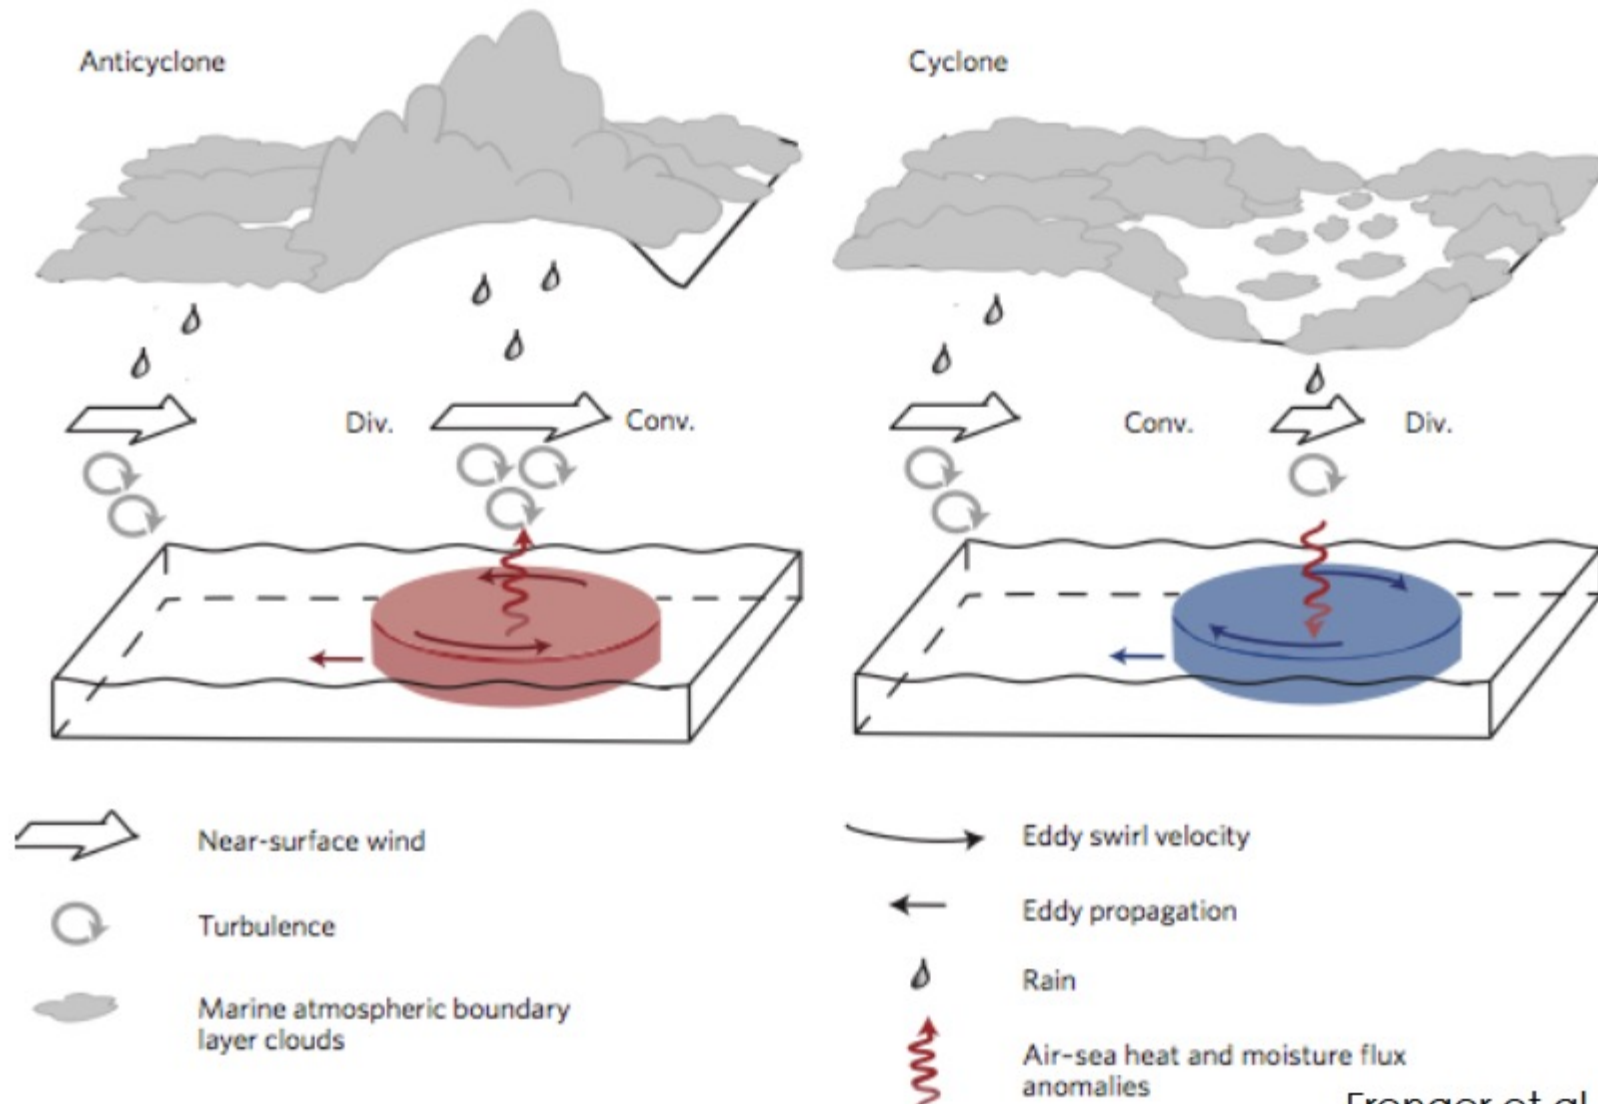 Anticyclone
Cyclone
Div.
Conv.
Conv.
Div.
Near-surface wind
Turbulence
Marine atmospheric boundary
layer clouds
Eddy swirl velocity
Eddy propagation
Rain
Air–sea heat and moisture flux
anomalies